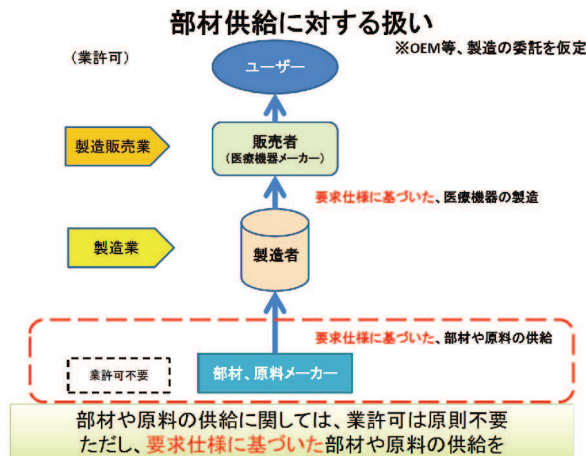 部材供給に対する扱い
※OEM等、製造の委託を仮定
（業許可）
ユーザー
製造販売業
販売者
（医療機器メーカー）
要求仕様に基づいた、医療機器の製造
製造業
製造者
要求仕様に基づいた、部材や原料の供給
業許可不要
部材、原料メーカー
部材や原料の供給に関しては、業許可は原則不要
ただし、要求仕様に基づいた部材や原料の供給を